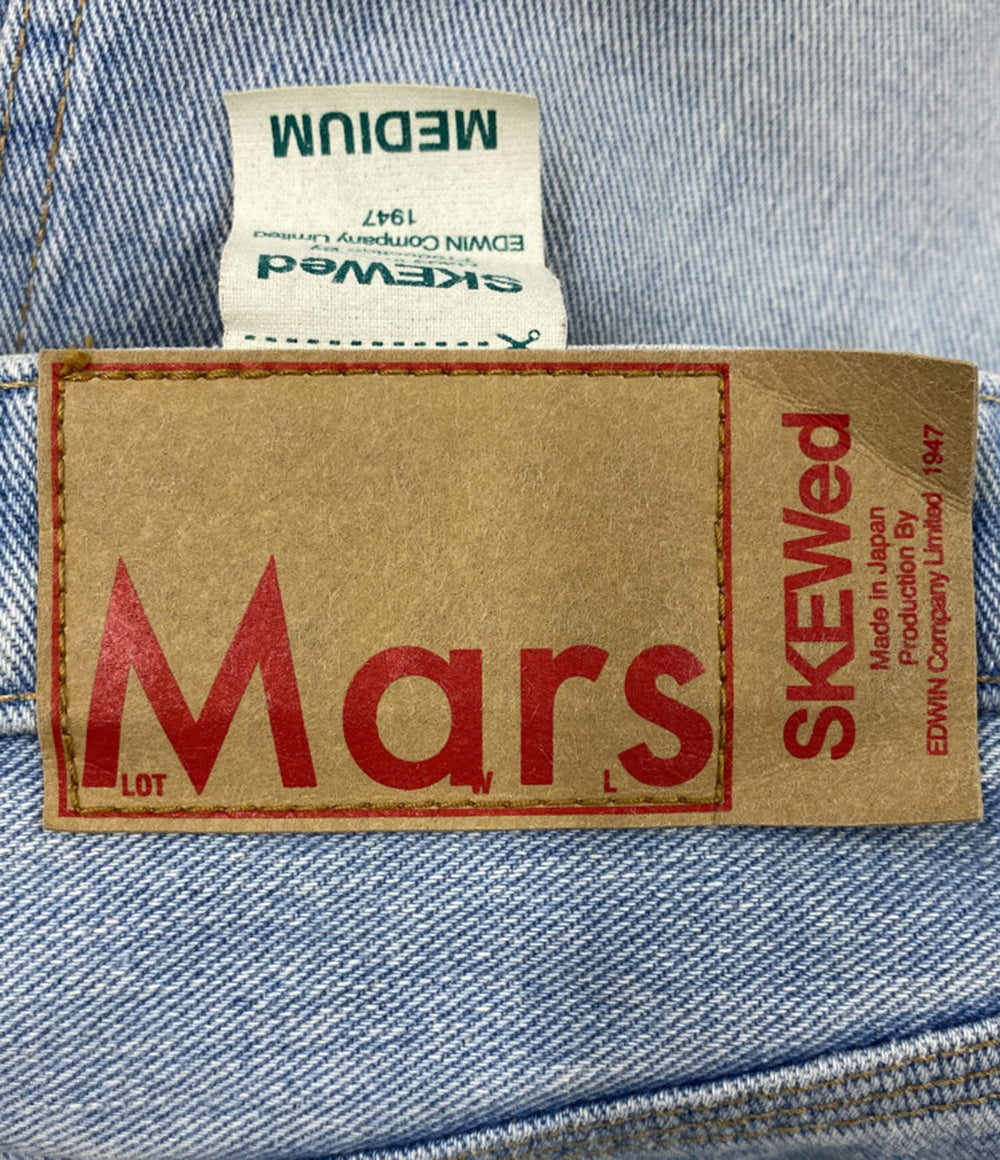 MEDIUM
1947
EDWIN Company Limited
SKEWed
Mars
LOT W L
SKEWed
Made in Japan
Production By
EDWIN Company Limited 1947